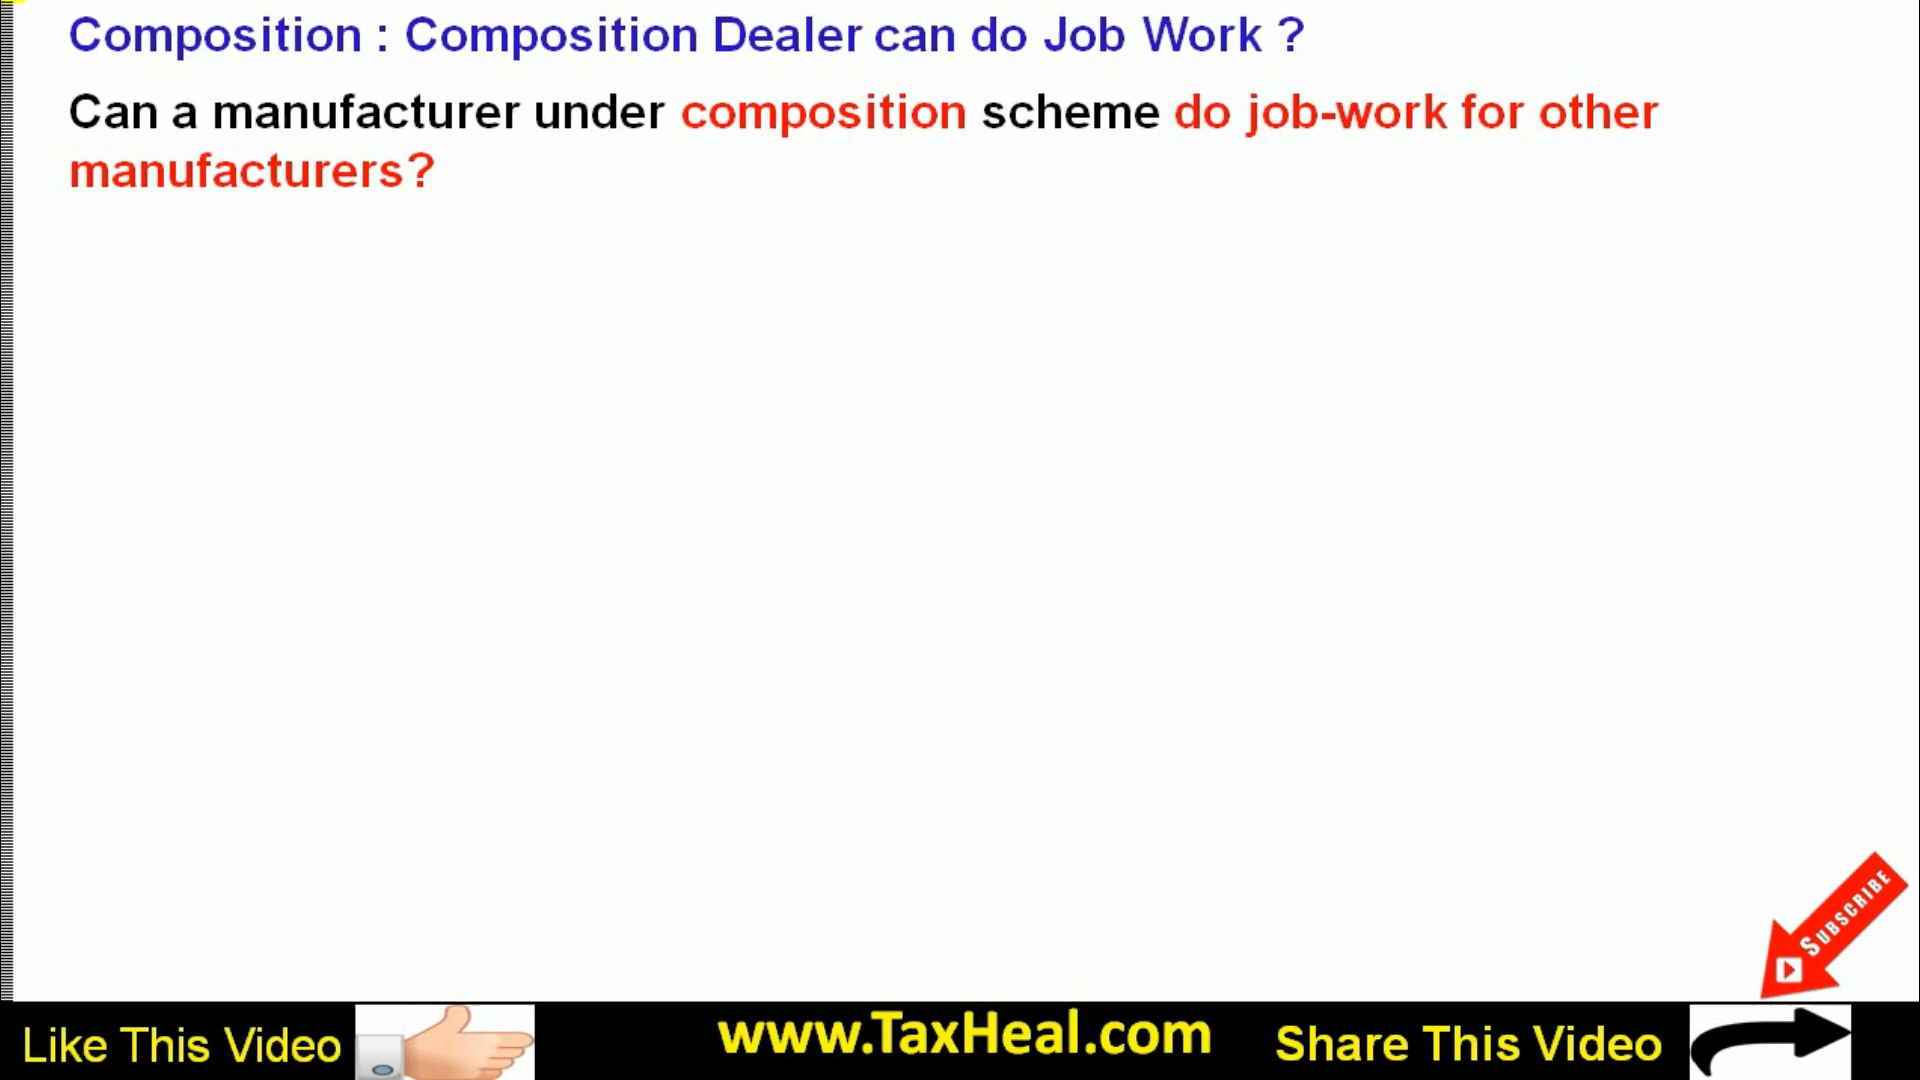 Composition : Composition Dealer can do Job Work ?
Can a manufacturer under composition scheme do job-work for other
manufacturers?
SUBSCRIBE
Like This Video
www.TaxHeal.com
Share This Video